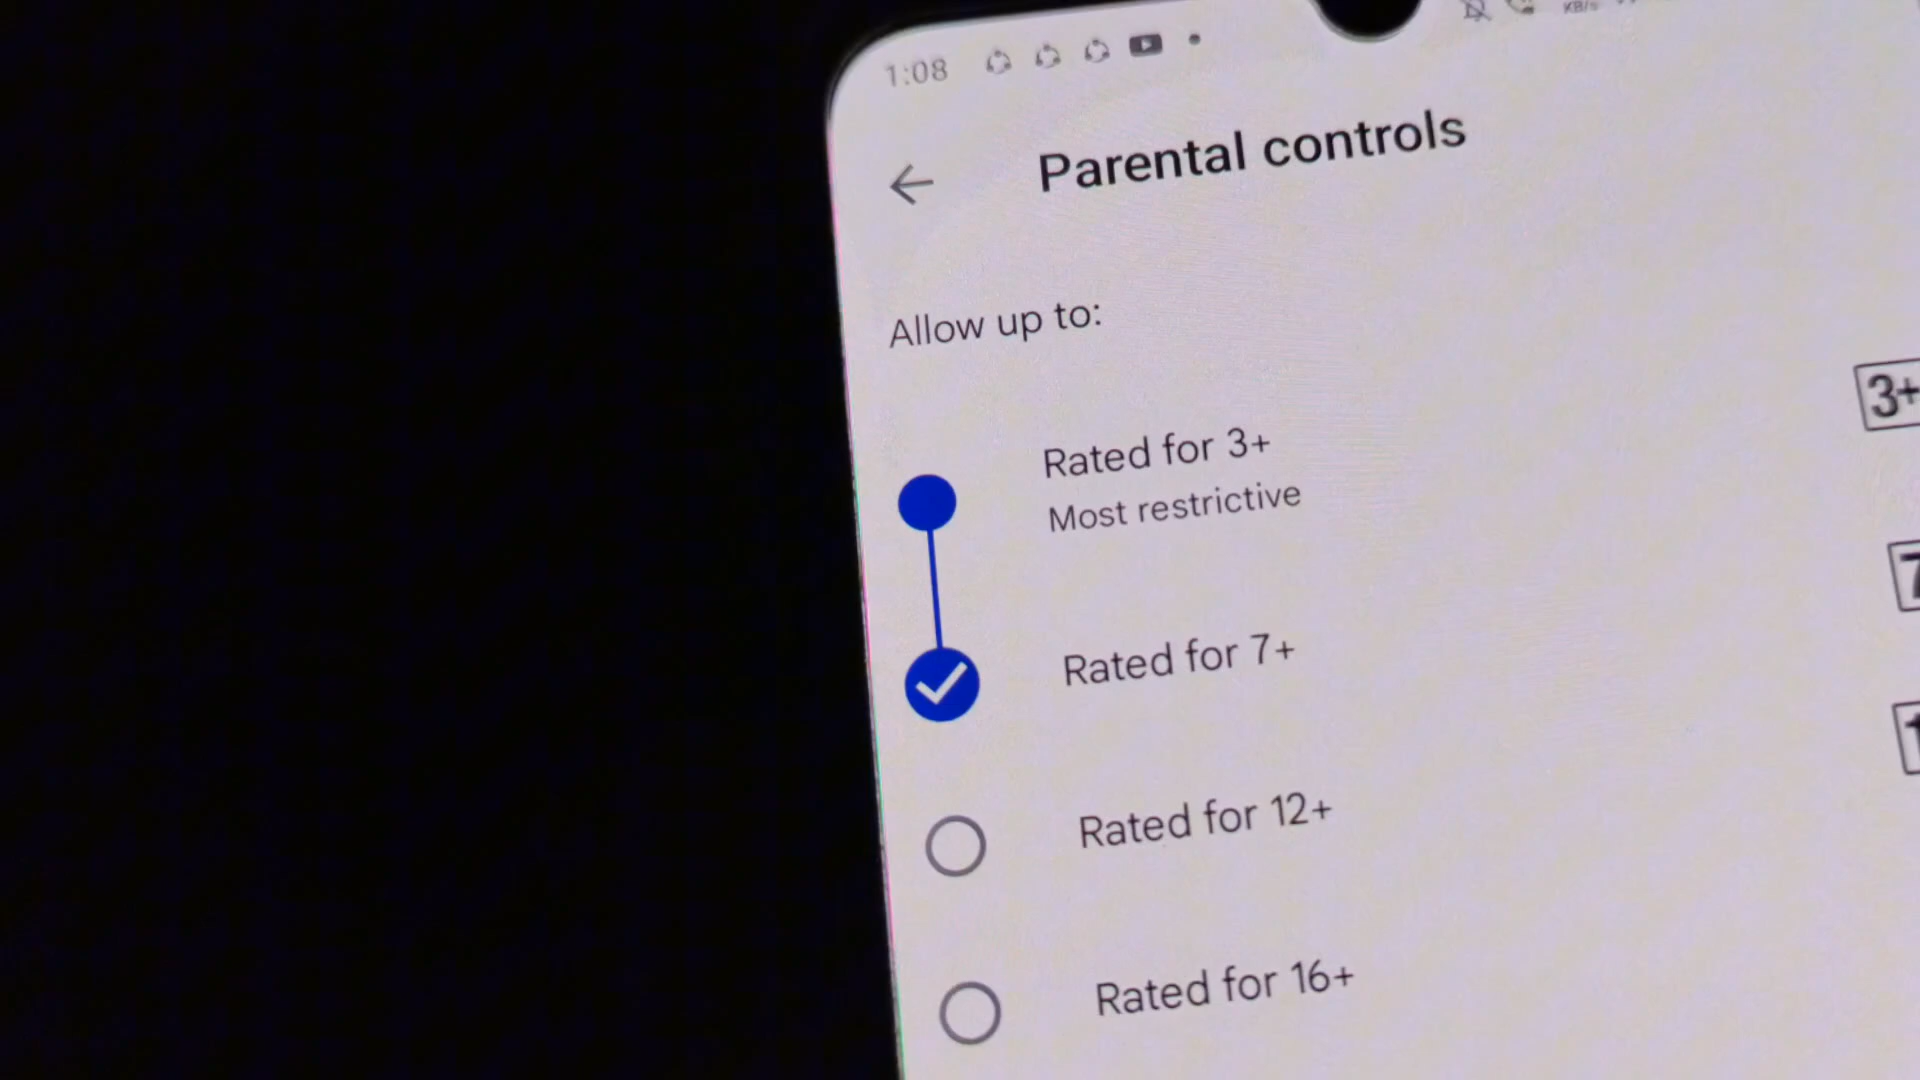 1:08
KB/s
Parental controls
Allow up to:
Rated for 3+
3+
Most restrictive
Rated for 7+
7
Rated for 12+
1
Rated for 16+